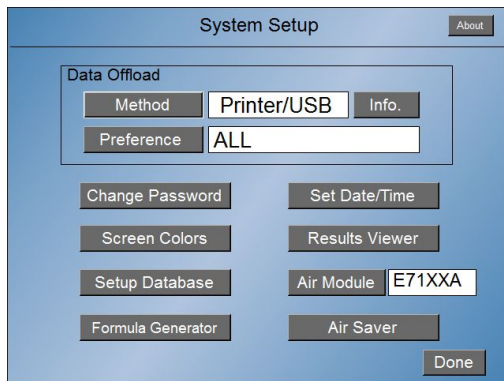 System Setup
About
Data Offload
Method Printer/USB Info.
Preference ALL
Change Password Set Date/Time
Screen Colors Results Viewer
Setup Database Air Module E71XXA
Formula Generator Air Saver
Done